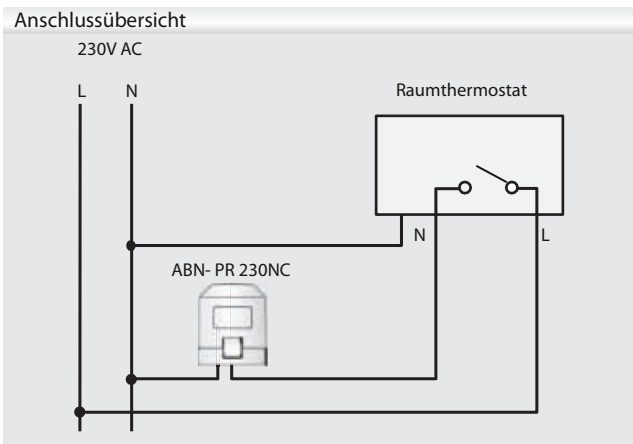 Anschlussübersicht
230V AC
L N
Raumthermostat
N L
ABN- PR 230NC